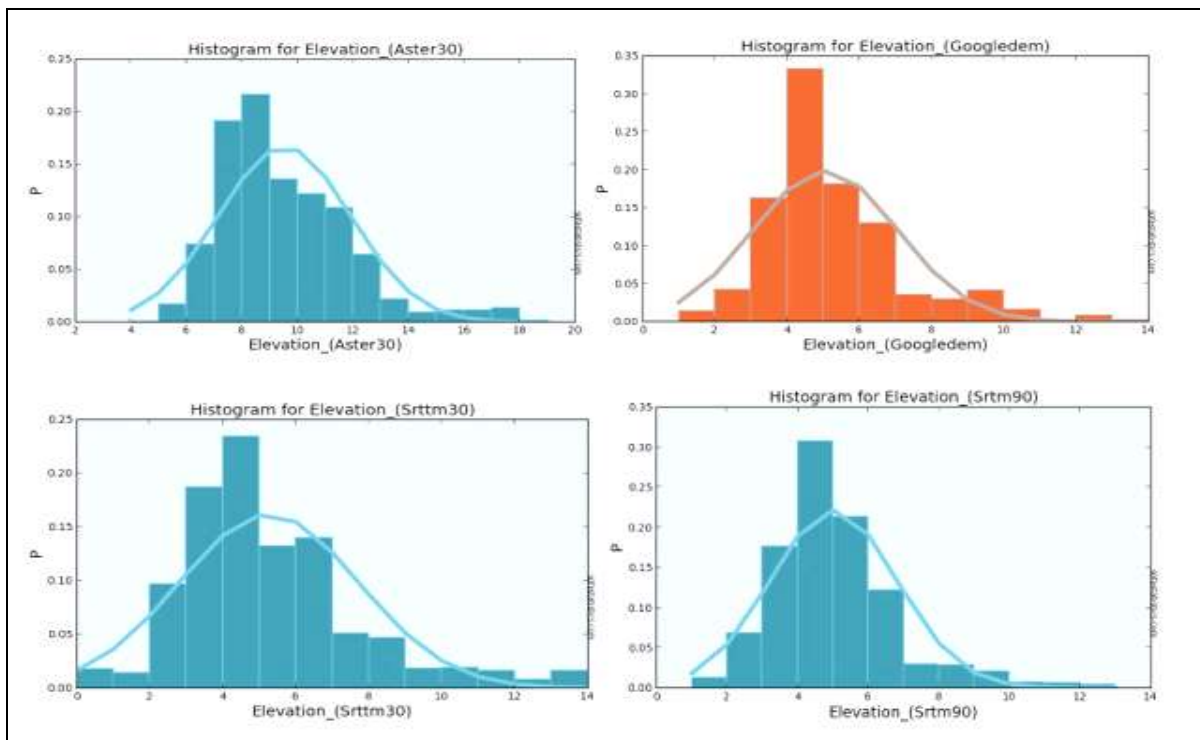 Histogram for Elevation_(Aster30)
0.25
0.20
0.15
0.10
0.05
0.00
P
2 4 6 8 10 12 14 16 18 20
Elevation_(Aster30)
Histogram for Elevation_(Googledem)
0.35
0.30
0.25
0.20
0.15
0.10
0.05
0.00
P
0 2 4 6 8 10 12 14
Elevation_(Googledem)
Histogram for Elevation_(Srttm30)
0.25
0.20
0.15
0.10
0.05
0.00
P
0 2 4 6 8 10 12 14
Elevation_(Srttm30)
Histogram for Elevation_(Srtm90)
0.35
0.30
0.25
0.20
0.15
0.10
0.05
0.00
P
0 2 4 6 8 10 12 14
Elevation_(Srtm90)